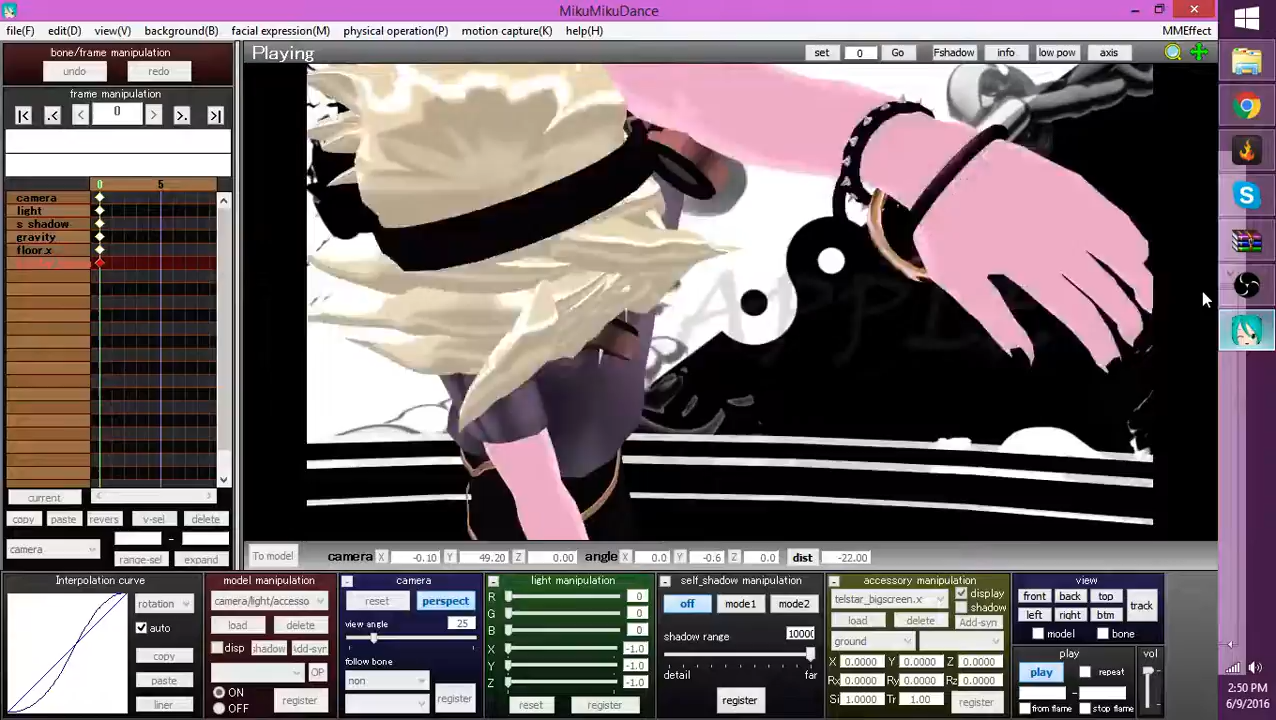 MikuMikuDance
file(F) edit(D) view(V) background(B) facial expression(M) physical operation(P) motion capture(K) help(H) MMEffect
bone/frame manipulation
undo redo
frame manipulation
0
0 5
camera
light
s shadow
gravity
floor.x
current
copy paste revers v-sel delete
camera - range-sel expand
Playing set 0 Go Fshadow info low pow axis
APPLE
To model camera X -0.10 Y 49.20 Z 0.00 angle X 0.0 Y -0.6 Z 0.0 dist -22.00
Interpolation curve
rotation
auto
copy
paste
liner
model manipulation
camera/light/accesso
load delete
disp shadow Add-syn
OP
ON
OFF
register
camera
reset perspect
view angle 25
follow bone
non
register
light manipulation
R 0
G 0
B 0
X -1.0
Y -1.0
Z -1.0
reset register
self_shadow manipulation
off mode1 mode2
shadow range 10000
detail far
register
accessory manipulation
telstar_bigscreen.x display
shadow
load delete Add-syn
ground
X 0.0000 Y 0.0000 Z 0.0000
Rx 0.0000 Ry 0.0000 Rz 0.0000
Si 1.0000 Tr 1.00 register
view
front back top
left right btm track
model bone
play vol
play repeat
-
from flame stop flame
2:50 PM
6/9/2016